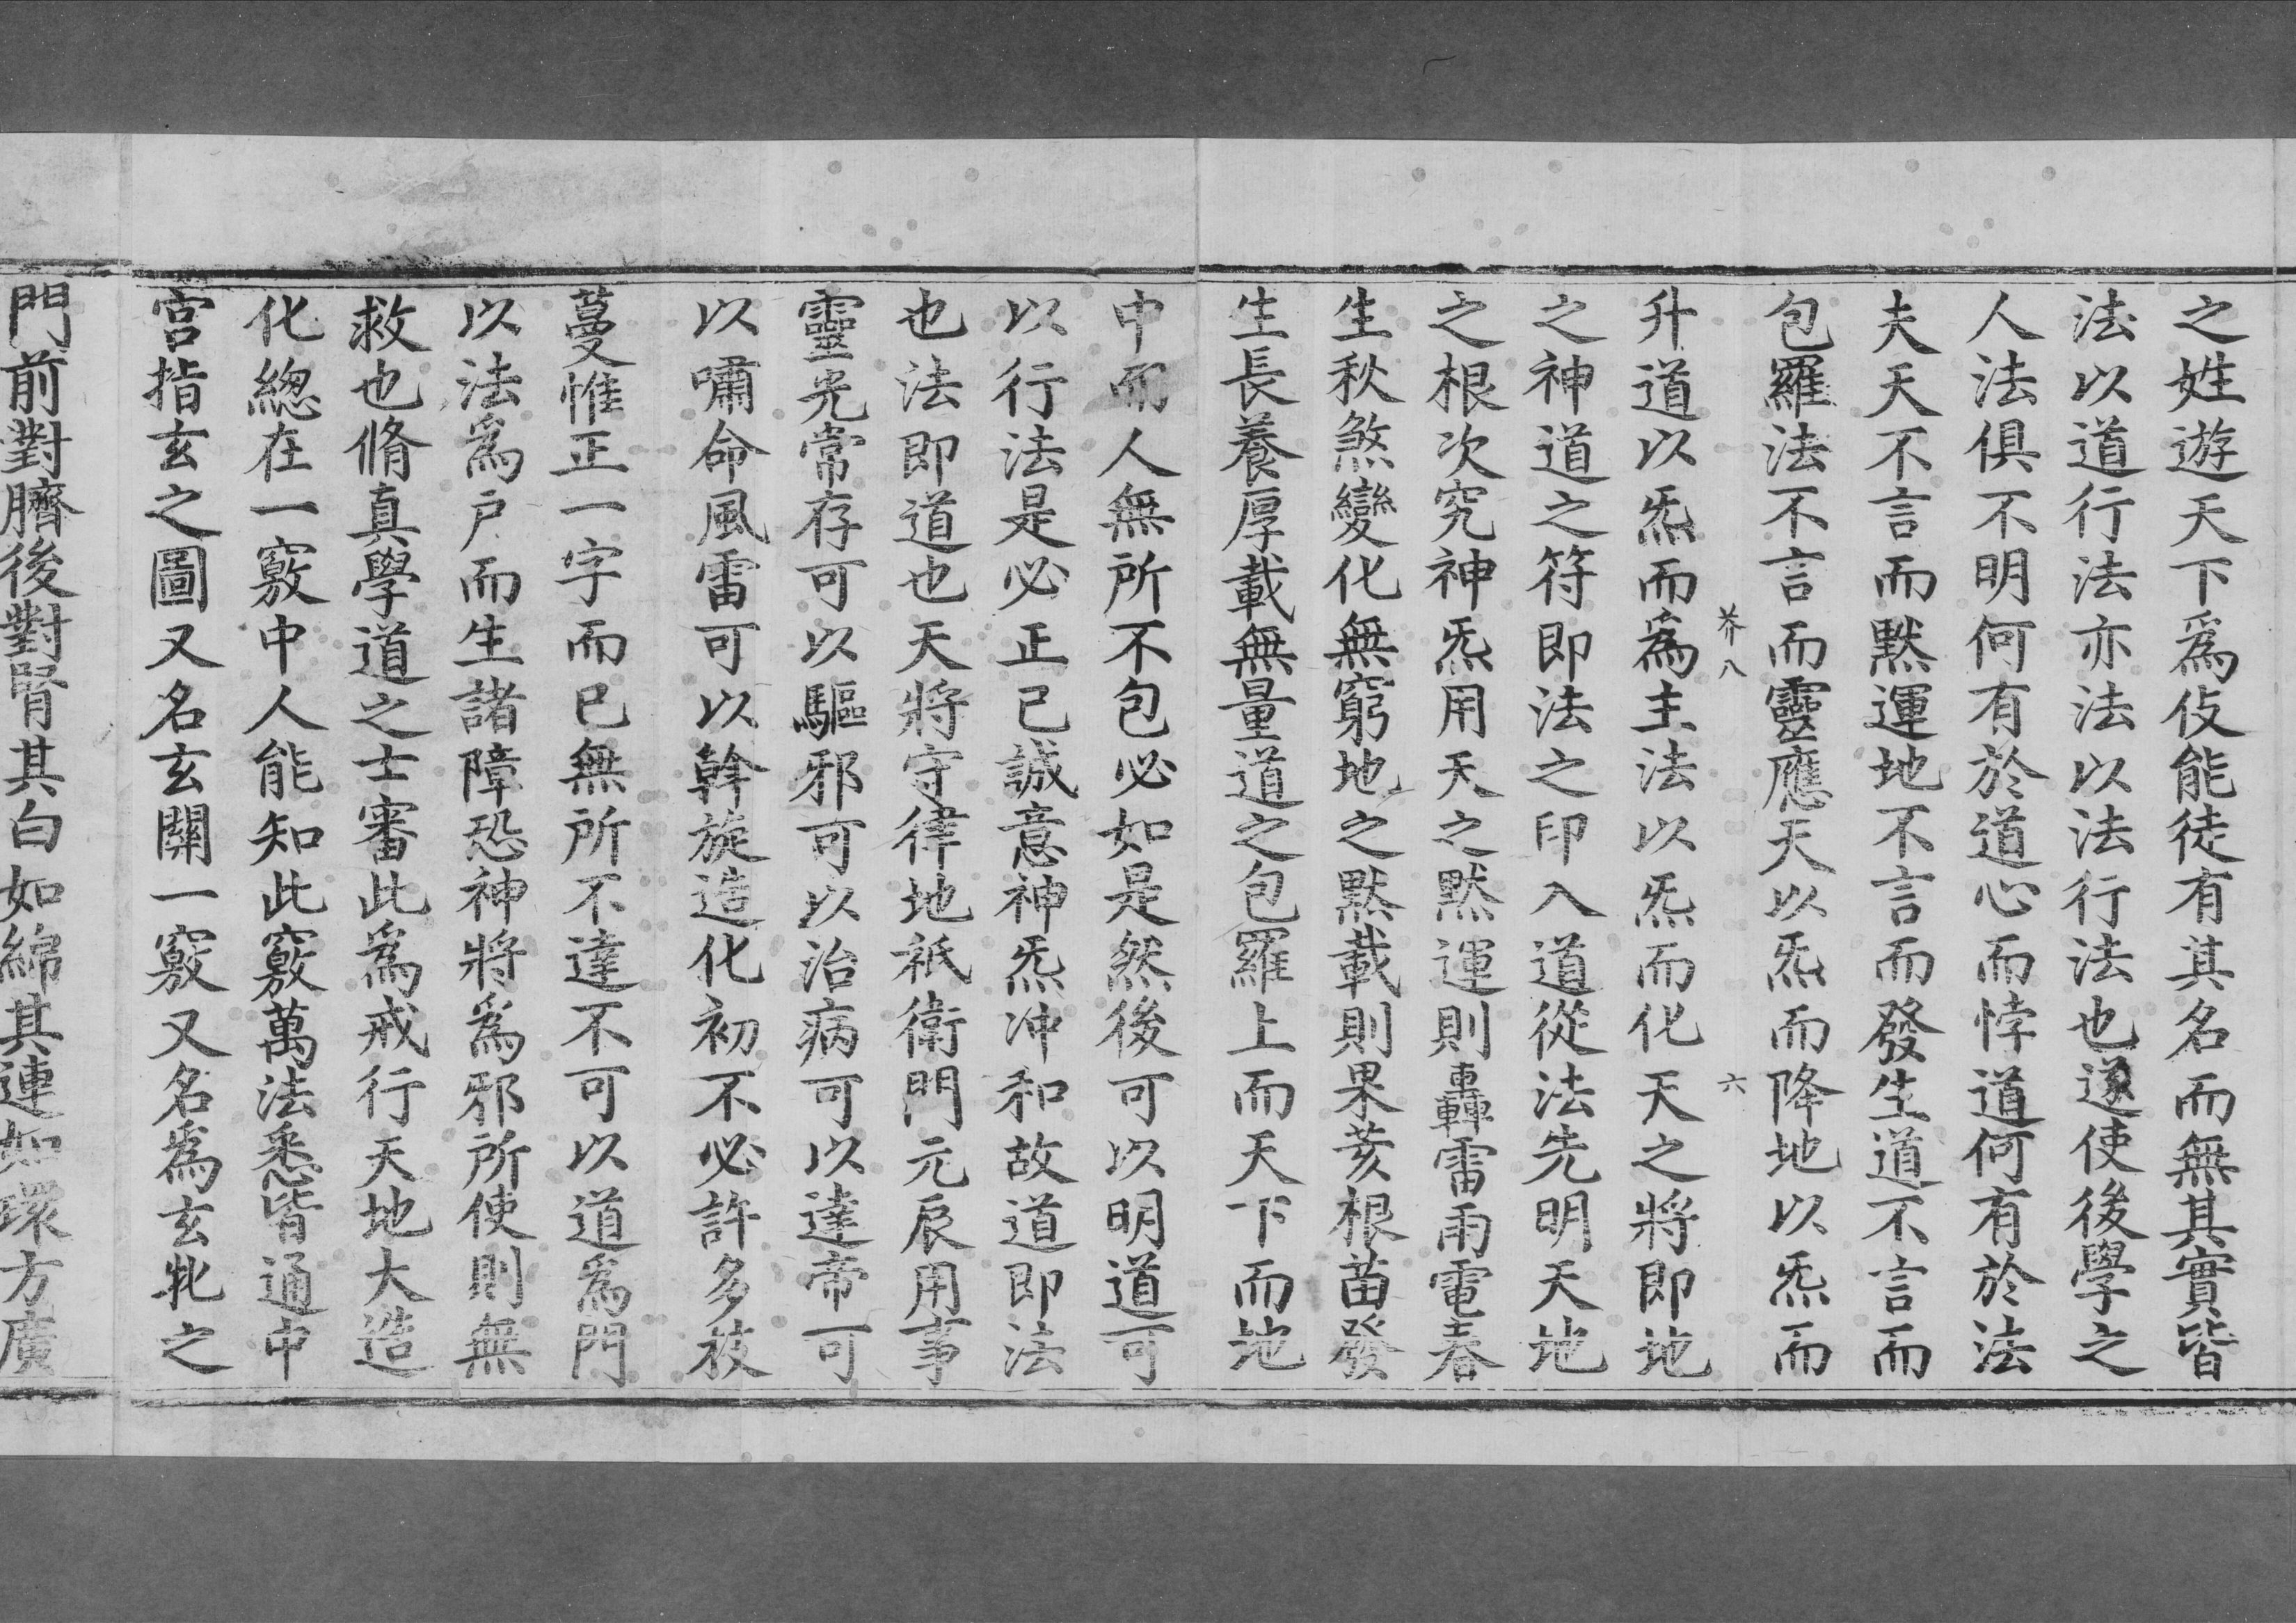 之姓遊天下爲伇能徒有其名而無其實皆
法以道行法亦法以法行法也遂使後學之
人法俱不明何有於道心而悖道何有於法
夫天不言而黙運地不言而發生道不言而
包羅法不言而靈應天以炁而降地以炁而
芥八 六
升道以炁而爲主法以炁而化天之將即地
之神道之符即法之印入道從法先明天地
之根次究神炁用天之黙運則轟雷雨電春
生秋煞變化無窮地之黙載則果荄根苗發
生長養厚載無量道之包羅上而天下而地
中而人無所不包必如是然後可以明道可
以行法是必正已誠意神炁冲和故道即法
也法即道也天將守律地祇衛門元辰用事
靈光常存可以驅邪可以治病可以達帝可
以嘯命風雷可以斡旋造化初不必許多枝
蔓惟正一字而已無所不達不可以道爲門
以法爲戸而生諸障恐神將爲邪所使則無
救也脩真學道之士審此爲戒行天地大造
化緫在一竅中人能知此竅萬法悉皆通中
宫指玄之圖又名玄關一竅又名爲玄牝之
門前對臍後對腎其白如綿其連如環方廣